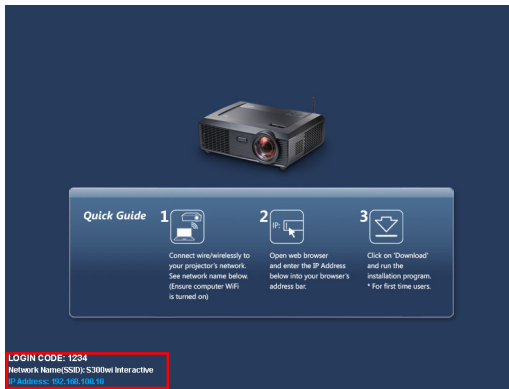 Quick Guide
1
Connect wire/wirelessly to
your projector's network.
See network name below.
(Ensure computer WiFi
is turned on)
2
IP:
Open web browser
and enter the IP Address
below into your browser's
address bar.
3
Click on 'Download'
and run the
installation program.
* For first time users.
LOGIN CODE: 1234
Network Name(SSID): S300wi Interactive
IP Address: 192.168.100.10